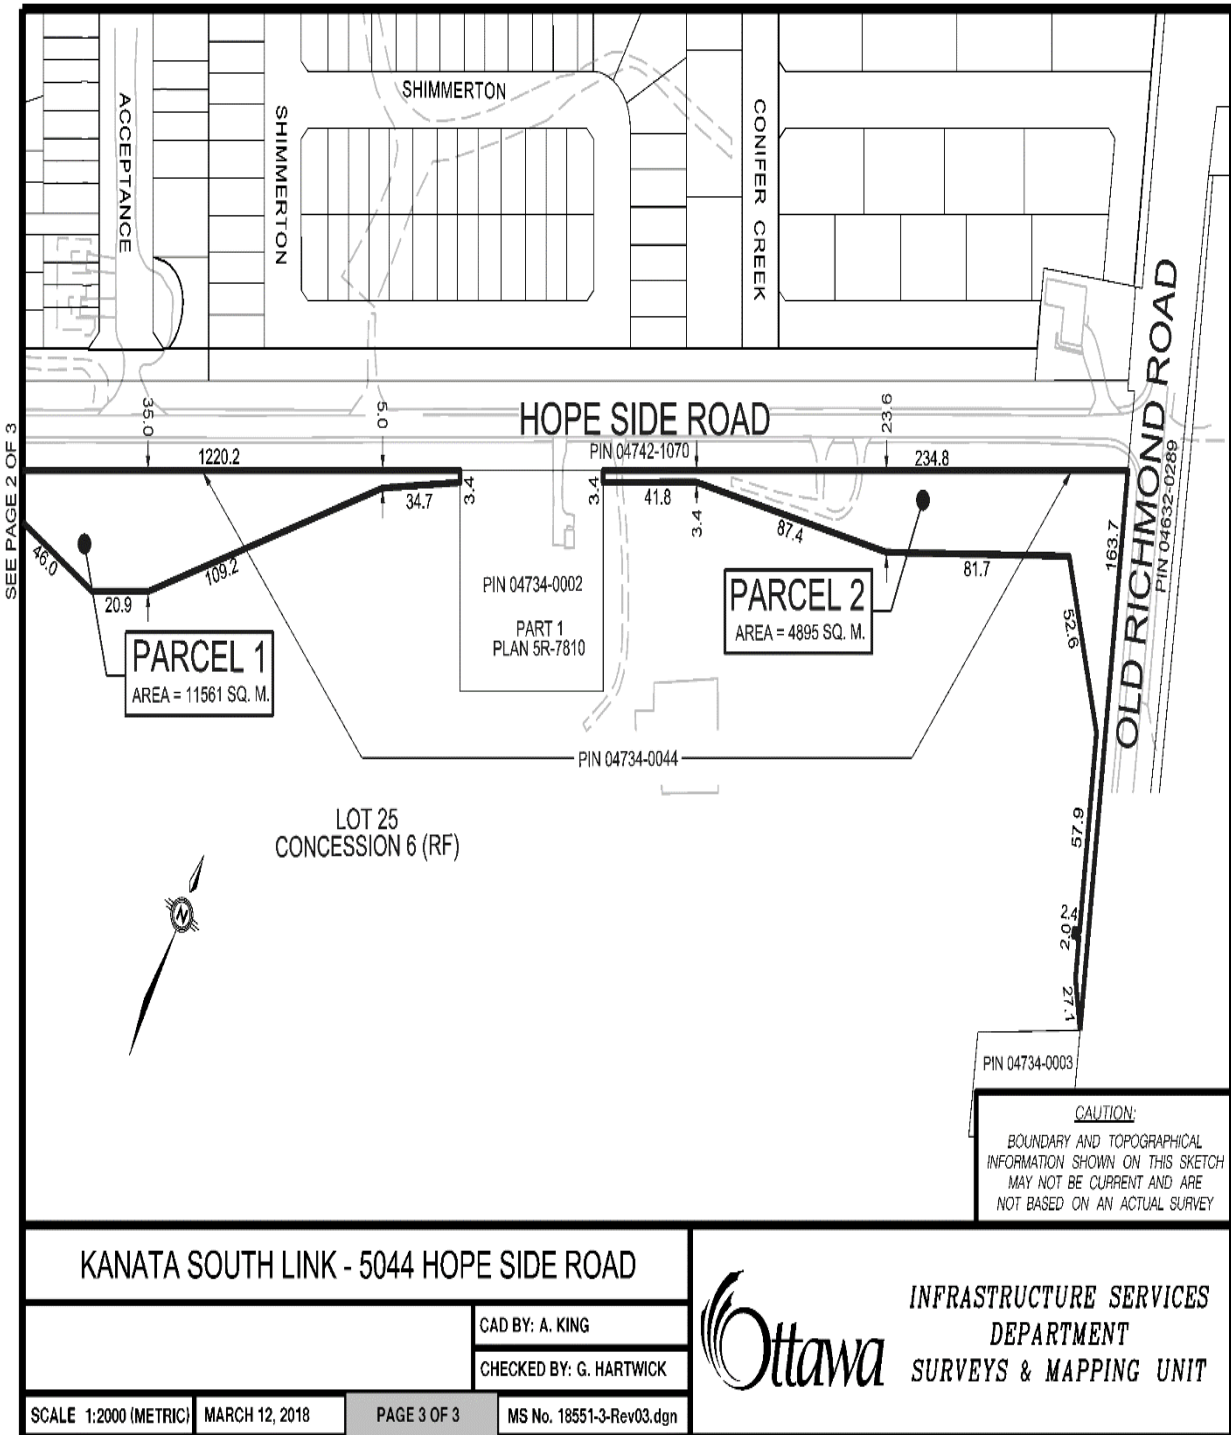 SHIMMERTON
ACCEPTANCE
SHIMMERTON
CONIFER CREEK
OLD RICHMOND ROAD
PIN 04632-0289
HOPE SIDE ROAD
PIN 04742-1070
SEE PAGE 2 OF 3
35.0
5.0
23.6
1220.2
234.8
34.7
3.4
3.4
41.8
3.4
87.4
81.7
163.7
46.0
20.9
109.2
52.6
PIN 04734-0002
PART 1
PLAN 5R-7810
PARCEL 2
AREA = 4895 SQ. M.
PARCEL 1
AREA = 11561 SQ. M.
PIN 04734-0044
LOT 25
CONCESSION 6 (RF)
57.9
2.4
2.0
27.1
N
PIN 04734-0003
CAUTION:
BOUNDARY AND TOPOGRAPHICAL
INFORMATION SHOWN ON THIS SKETCH
MAY NOT BE CURRENT AND ARE
NOT BASED ON AN ACTUAL SURVEY
KANATA SOUTH LINK - 5044 HOPE SIDE ROAD
CAD BY: A. KING
CHECKED BY: G. HARTWICK
SCALE 1:2000 (METRIC)
MARCH 12, 2018
PAGE 3 OF 3
MS No. 18551-3-Rev03.dgn
Ottawa
INFRASTRUCTURE SERVICES
DEPARTMENT
SURVEYS & MAPPING UNIT